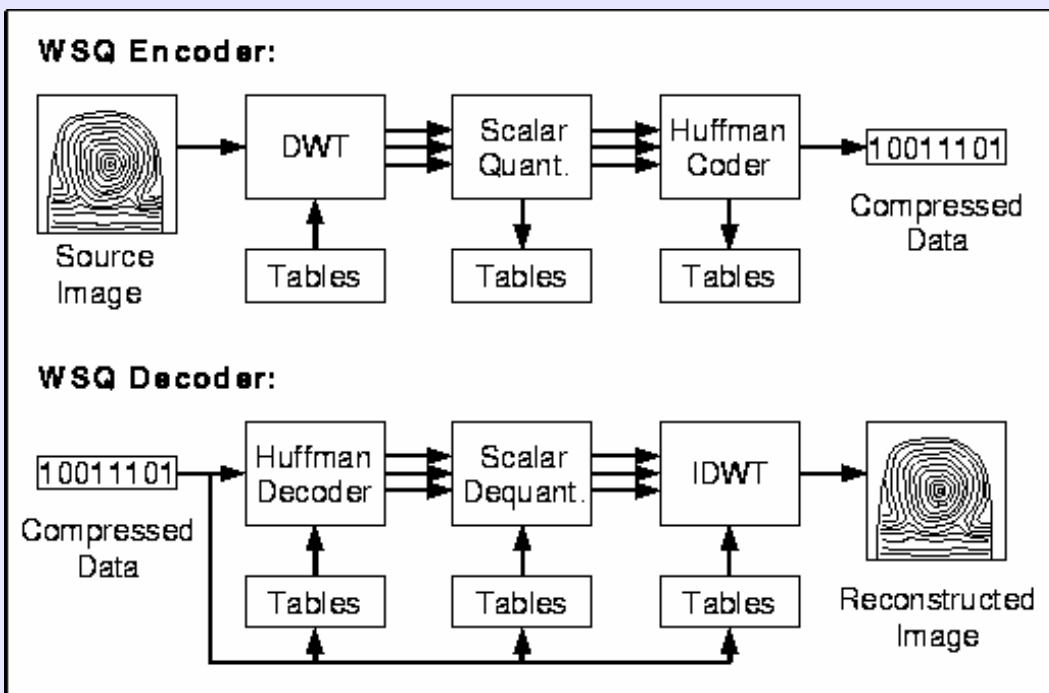 WSQ Encoder:
DWT
Scalar
Quant.
Huffman
Coder
10011101
Source
Image
Tables
Tables
Tables
Compressed
Data
WSQ Decoder:
10011101
Huffman
Decoder
Scalar
Dequant.
IDWT
Compressed
Data
Tables
Tables
Tables
Reconstructed
Image